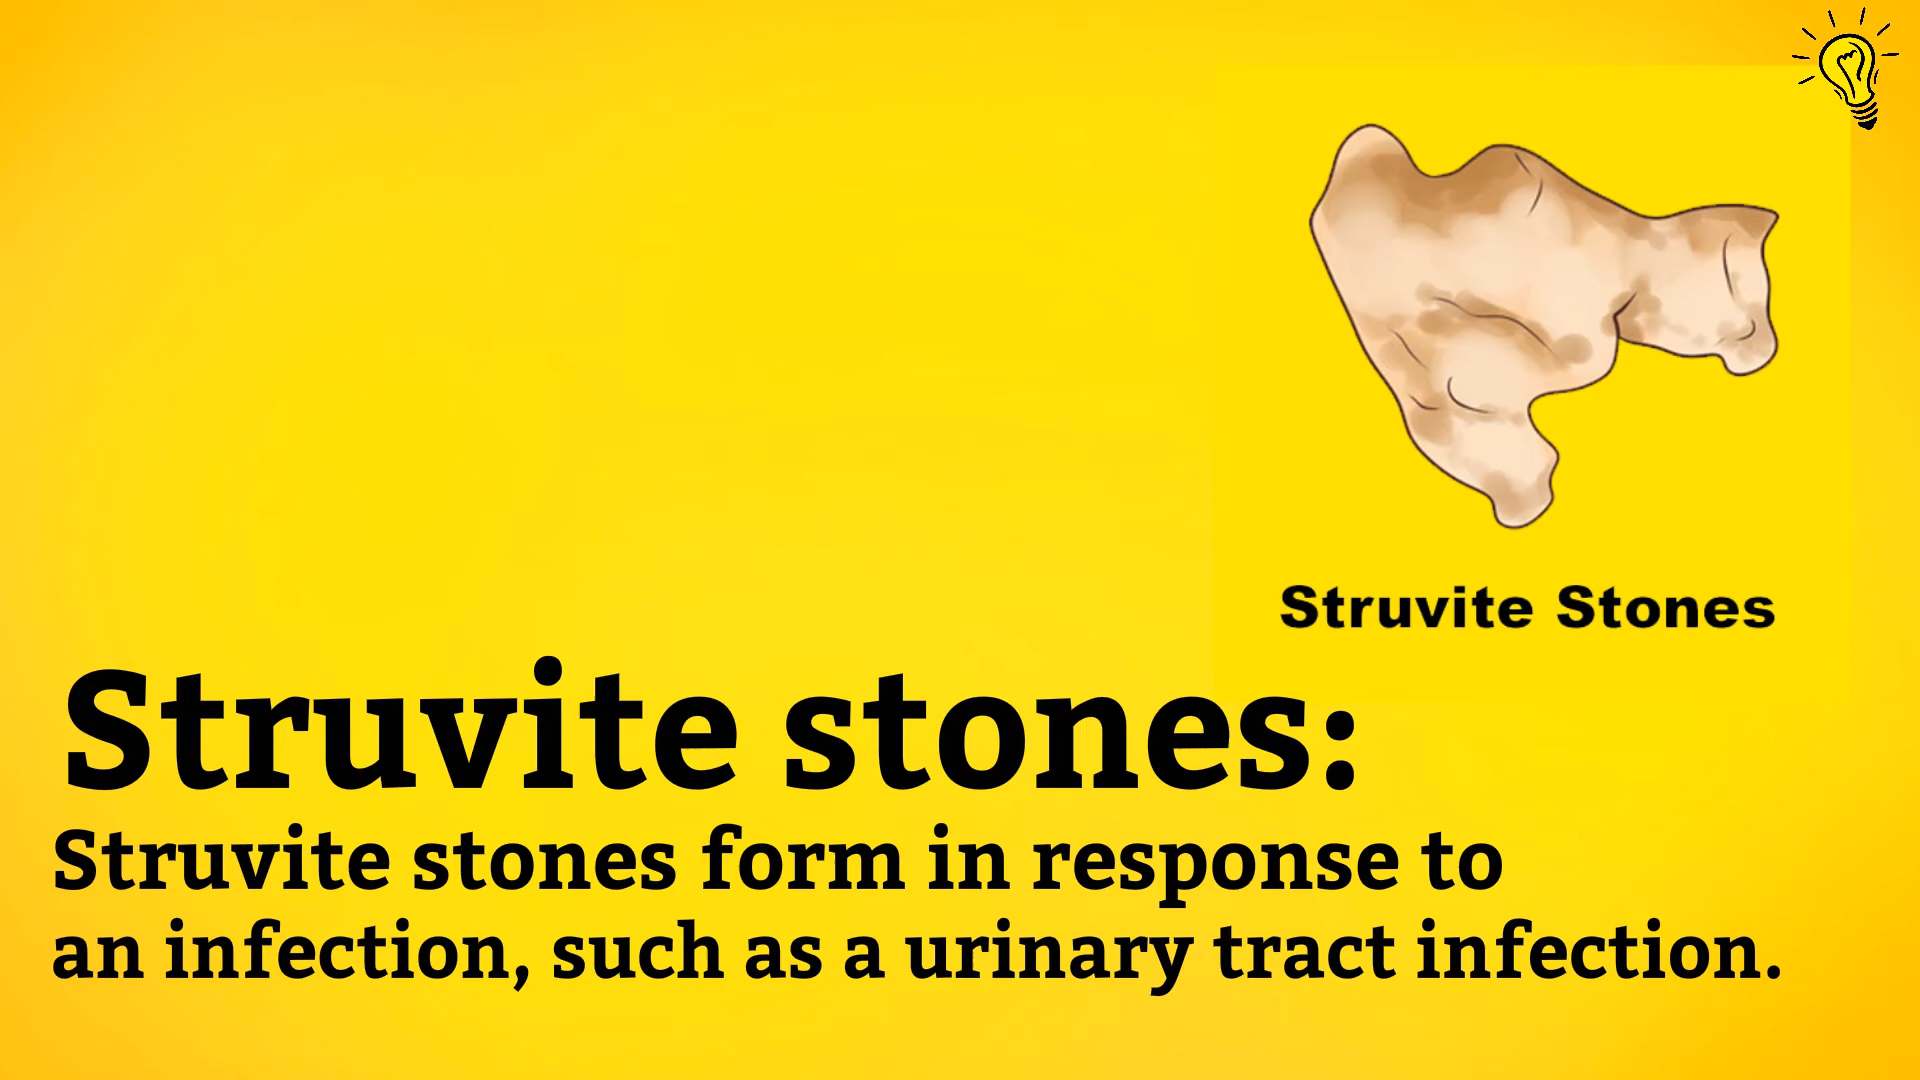 Struvite Stones
Struvite stones:
Struvite stones form in response to
an infection, such as a urinary tract infection.